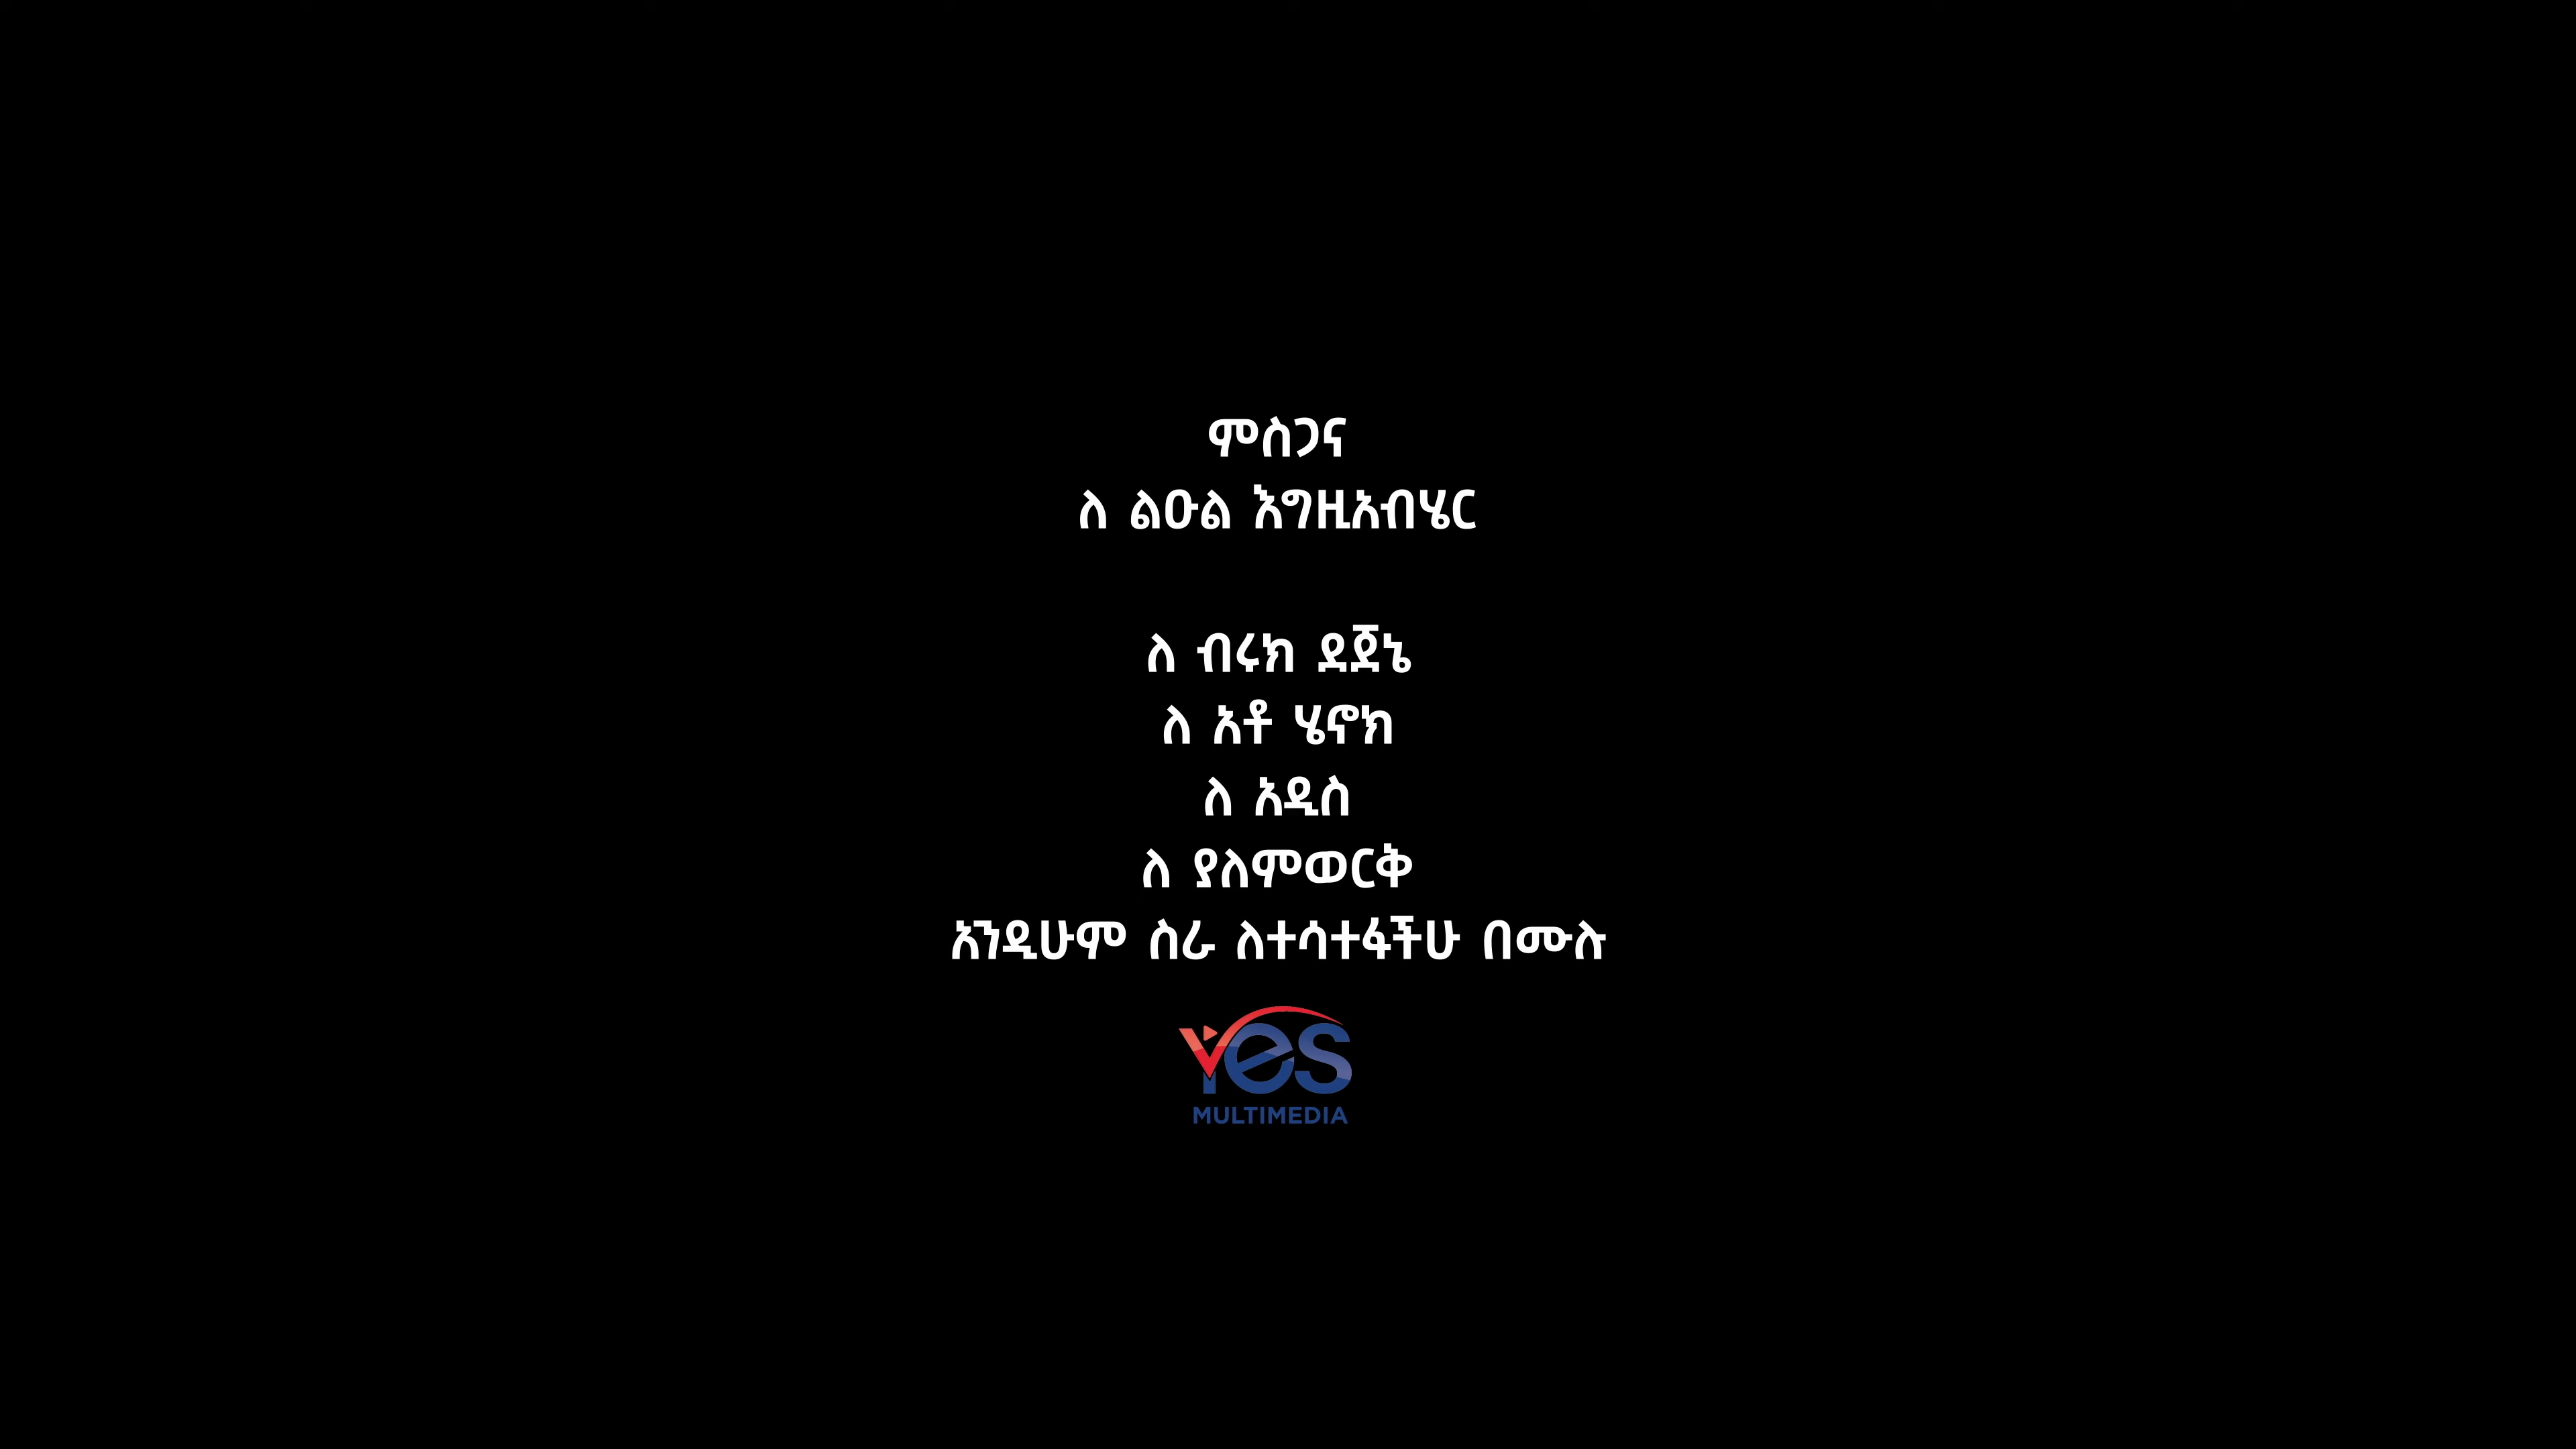 ምስጋና
ለ ልዑል እግዚአብሄር
ለ ብሩክ ደጀኔ
ለ አቶ ሄኖክ
ለ አዲስ
ለ ያለምወርቅ
እንዲሁም ስራ ለተሳተፋችሁ በሙሉ
YES
MULTIMEDIA